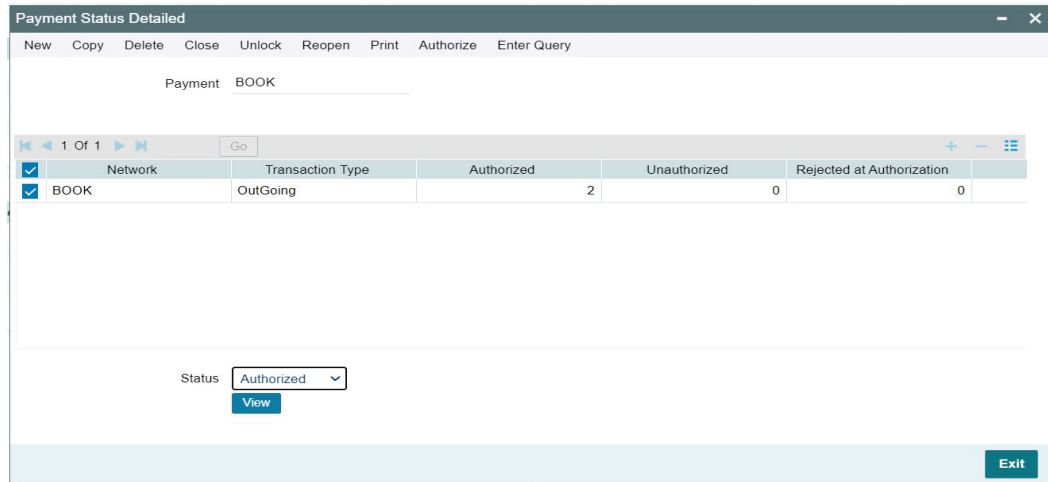 Payment Status Detailed
New Copy Delete Close Unlock Reopen Print Authorize Enter Query
Payment BOOK
1 Of 1 Go
Network Transaction Type Authorized Unauthorized Rejected at Authorization
BOOK OutGoing 2 0 0
Status Authorized
View
Exit